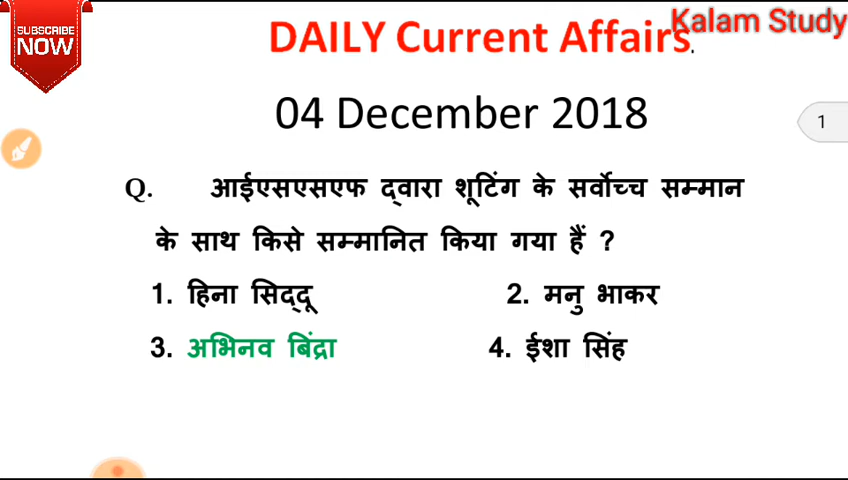 SUBSCRIBE
NOW
DAILY Current Affairs.
Kalam Study
04 December 2018
1
Q. आईएसएसएफ द्वारा शूटिंग के सर्वोच्च सम्मान
के साथ किसे सम्मानित किया गया हैं ?
1. हिना सिद्दू
2. मनु भाकर
3. अभिनव बिंद्रा
4. ईशा सिंह